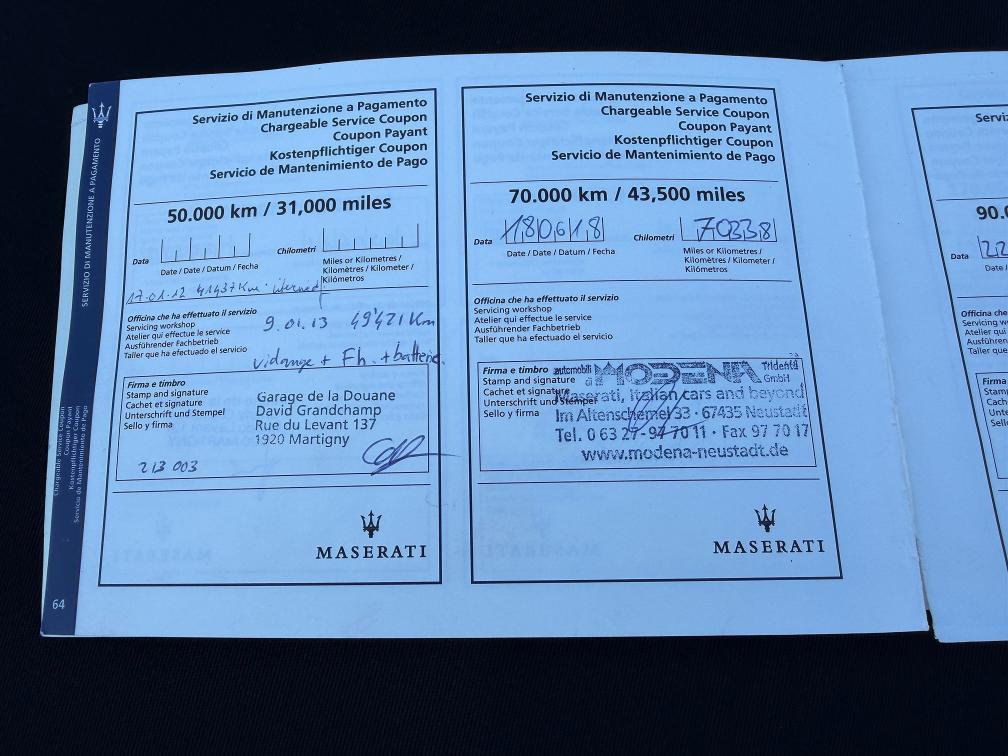 SERVIZIO DI MANUTENZIONE A PAGAMENTO
Chargeable Service Coupon
Coupon Payant
Kostenpflichtiger Coupon
Servicio de Mantenimiento de Pago
64
Servizio di Manutenzione a Pagamento
Chargeable Service Coupon
Coupon Payant
Kostenpflichtiger Coupon
Servicio de Mantenimiento de Pago
50.000 km / 31,000 miles
Data
Chilometri
Date / Date / Datum / Fecha
Miles or Kilometres /
Kilomètres / Kilometer /
Kilómetros
17.01.12 41437 Km
Officina che ha effettuato il servizio
Servicing workshop
Atelier qui effectue le service
Ausführender Fachbetrieb
Taller que ha efectuado el servicio
9.01.13 49'421 Km
vidange + Fh. + batterie.
Firma e timbro
Stamp and signature
Cachet et signature
Unterschrift und Stempel
Sello y firma
Garage de la Douane
David Grandchamp
Rue du Levant 137
1920 Martigny
213 003
MASERATI
Servizio di Manutenzione a Pagamento
Chargeable Service Coupon
Coupon Payant
Kostenpflichtiger Coupon
Servicio de Mantenimiento de Pago
70.000 km / 43,500 miles
Data 180618
Chilometri 70338
Date / Date / Datum / Fecha
Miles or Kilometres /
Kilomètres / Kilometer /
Kilómetros
Officina che ha effettuato il servizio
Servicing workshop
Atelier qui effectue le service
Ausführender Fachbetrieb
Taller que ha efectuado el servicio
Firma e timbro
Stamp and signature
Cachet et signature
Unterschrift und Stempel
Sello y firma
automobili di MODENA Tridente GmbH
Maserati, Italian cars and beyond
Im Altenschemel 33 · 67435 Neustadt
Tel. 0 63 27-97 70 11 · Fax 97 70 17
www.modena-neustadt.de
MASERATI
90.0
Data